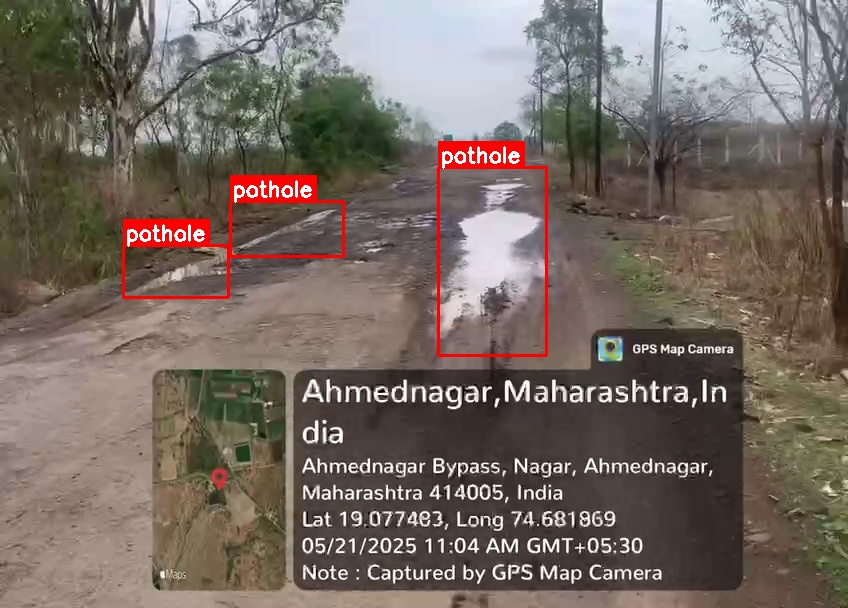 pothole
pothole
pothole
GPS Map Camera
Ahmednagar,Maharashtra,In
dia
Ahmednagar Bypass, Nagar, Ahmednagar,
Maharashtra 414005, India
Lat 19.077483, Long 74.681869
05/21/2025 11:04 AM GMT+05:30
Note : Captured by GPS Map Camera
Maps